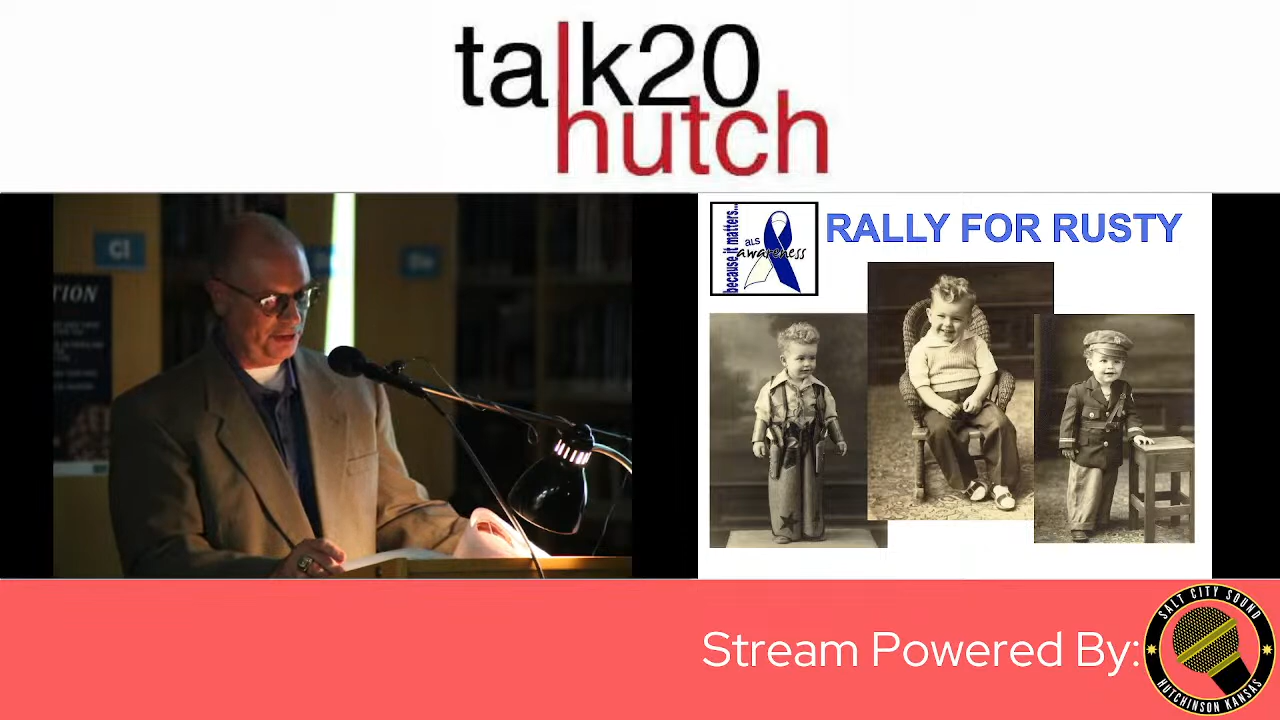 talk20
hutch
CI
TION
because it matters...
ALS
awareness
RALLY FOR RUSTY
Stream Powered By:
SALT CITY SOUND
HUTCHINSON KANSAS